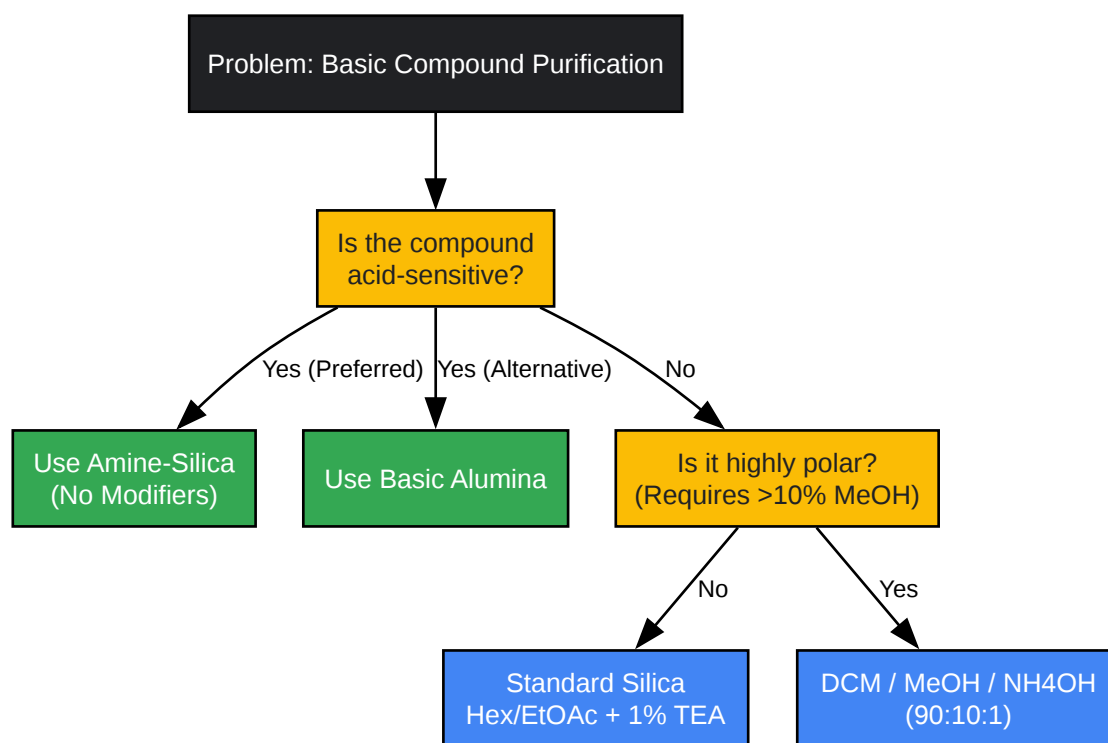 Problem: Basic Compound Purification
Is the compound
acid-sensitive?
Yes (Preferred)
Yes (Alternative)
No
Use Amine-Silica
(No Modifiers)
Use Basic Alumina
Is it highly polar?
(Requires >10% MeOH)
No
Yes
Standard Silica
Hex/EtOAc + 1% TEA
DCM / MeOH / NH4OH
(90:10:1)